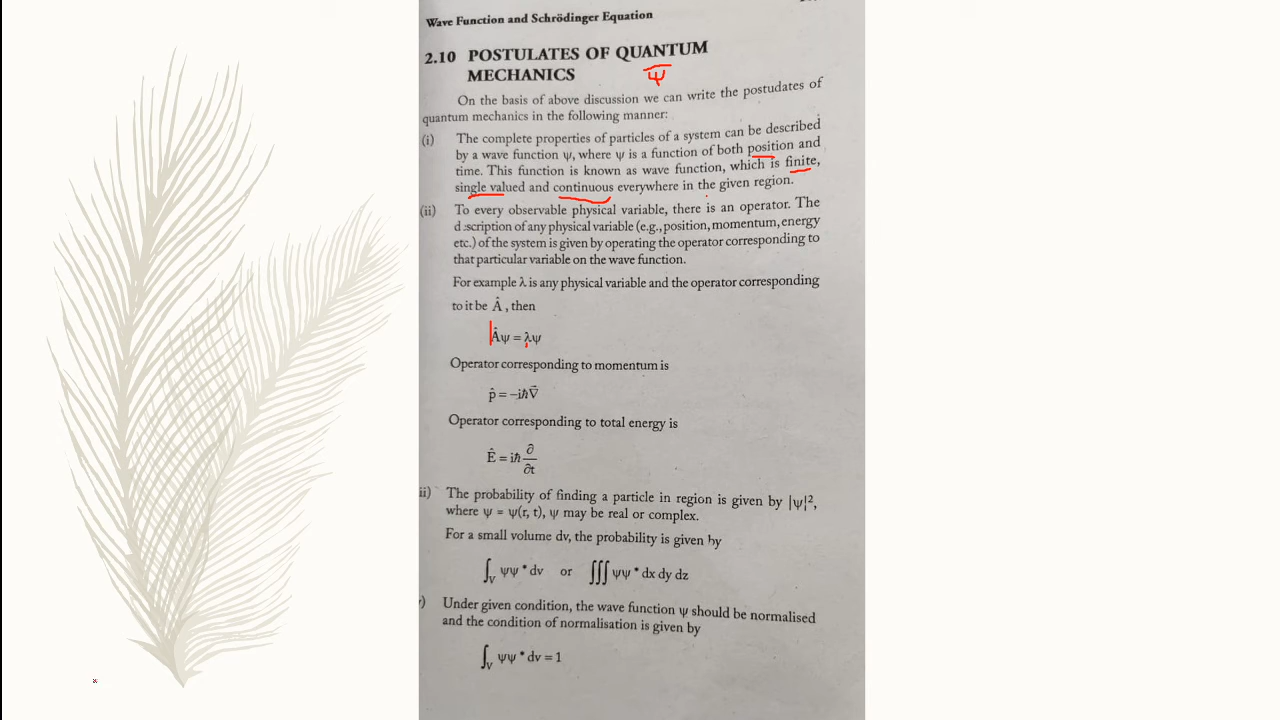 Wave Function and Schrödinger Equation
2.10 POSTULATES OF QUANTUM
MECHANICS
ψ
On the basis of above discussion we can write the postudates of
quantum mechanics in the following manner:
(i) The complete properties of particles of a system can be described
by a wave function ψ, where ψ is a function of both position and
time. This function is known as wave function, which is finite,
single valued and continuous everywhere in the given region.
(ii) To every observable physical variable, there is an operator. The
d scription of any physical variable (e.g., position, momentum, energy
etc.) of the system is given by operating the operator corresponding to
that particular variable on the wave function.
For example λ is any physical variable and the operator corresponding
to it be Â, then
Âψ = λψ
Operator corresponding to momentum is
p̂ = –iħ∇⃗
Operator corresponding to total energy is
Ê = iħ ∂/∂t
ii) The probability of finding a particle in region is given by |ψ|²,
where ψ = ψ(r, t), ψ may be real or complex.
For a small volume dv, the probability is given by
∫v ψψ * dv or ∫∫∫ ψψ * dx dy dz
) Under given condition, the wave function ψ should be normalised
and the condition of normalisation is given by
∫v ψψ * dv = 1